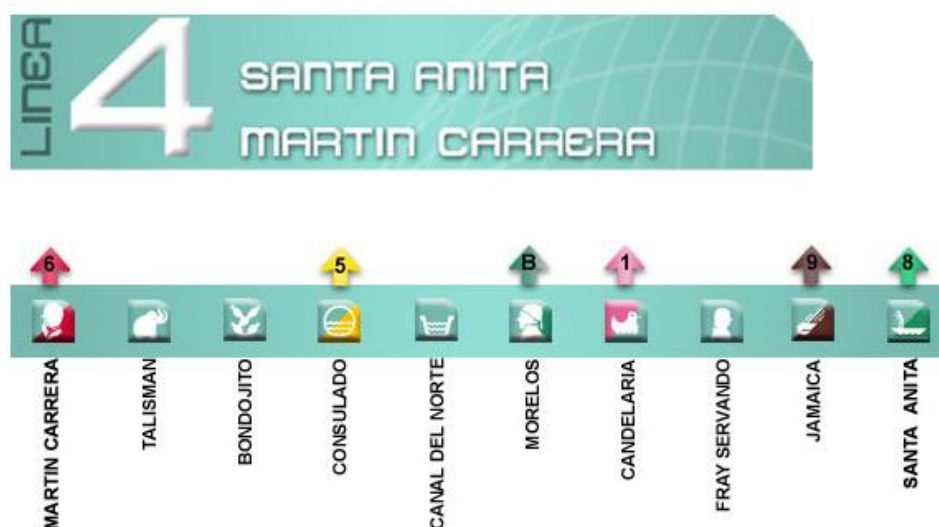 LINEA
4
SANTA ANITA
MARTIN CARRERA
6
5
B
1
9
8
MARTIN CARRERA
TALISMAN
BONDOJITO
CONSULADO
CANAL DEL NORTE
MORELOS
CANDELARIA
FRAY SERVANDO
JAMAICA
SANTA ANITA